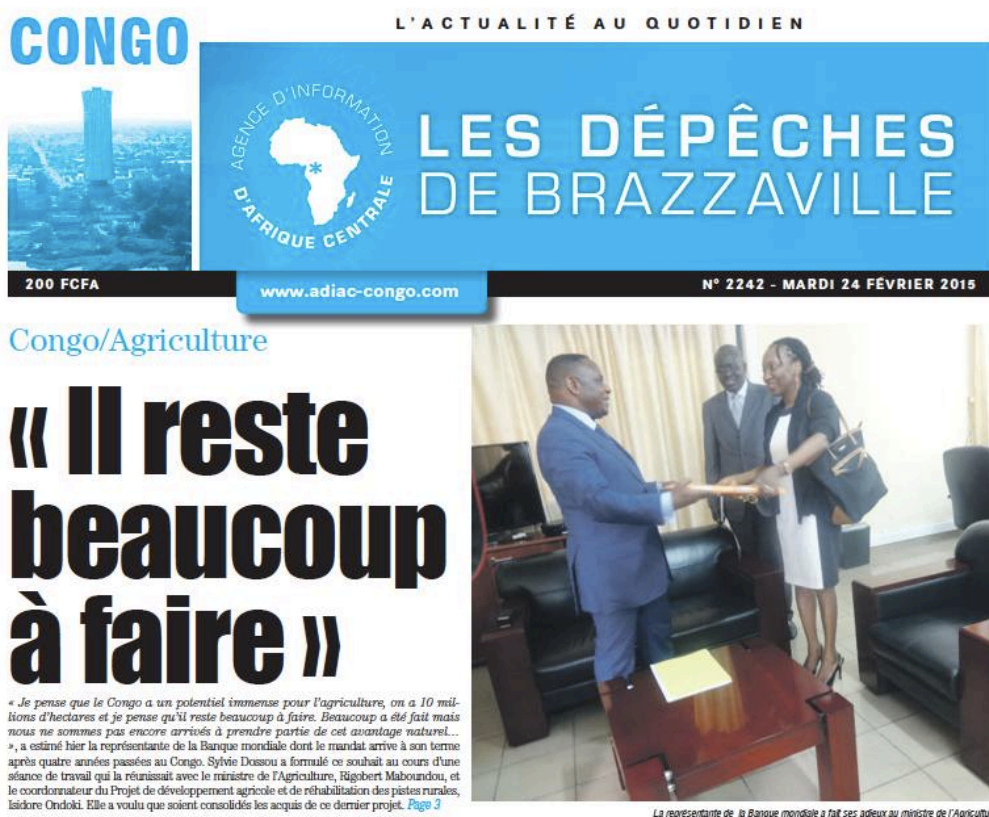 CONGO
L'ACTUALITÉ AU QUOTIDIEN
AGENCE D'INFORMATION
D'AFRIQUE CENTRALE
LES DÉPÊCHES
DE BRAZZAVILLE
200 FCFA
www.adiac-congo.com
N° 2242 - MARDI 24 FÉVRIER 2015
Congo/Agriculture
« Il reste
beaucoup
à faire »
« Je pense que le Congo a un potentiel immense pour l'agriculture, on a 10 mil-
lions d'hectares et je pense qu'il reste beaucoup à faire. Beaucoup a été fait mais
nous ne sommes pas encore arrivés à prendre partie de cet avantage naturel...
», a estimé hier la représentante de la Banque mondiale dont le mandat arrive à son terme
après quatre années passées au Congo. Sylvie Dossou a formulé ce souhait au cours d'une
séance de travail qui la réunissait avec le ministre de l'Agriculture, Rigobert Maboundou, et
le coordonnateur du Projet de développement agricole et de réhabilitation des pistes rurales,
Isidore Ondoki. Elle a voulu que soient consolidés les acquis de ce dernier projet. Page 3
La représentante de la Banque mondiale a fait ses adieux au ministre de l'Agricultu